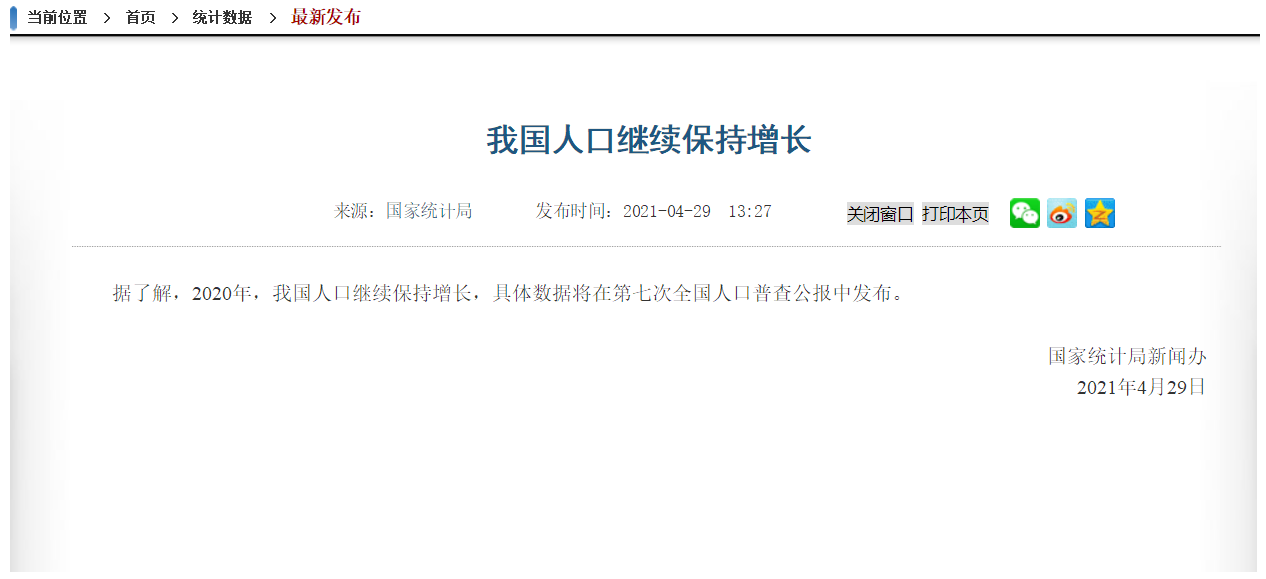 当前位置 > 首页 > 统计数据 > 最新发布
我国人口继续保持增长
来源：国家统计局 发布时间：2021-04-29 13:27 关闭窗口 打印本页
据了解，2020年，我国人口继续保持增长，具体数据将在第七次全国人口普查公报中发布。
国家统计局新闻办
2021年4月29日